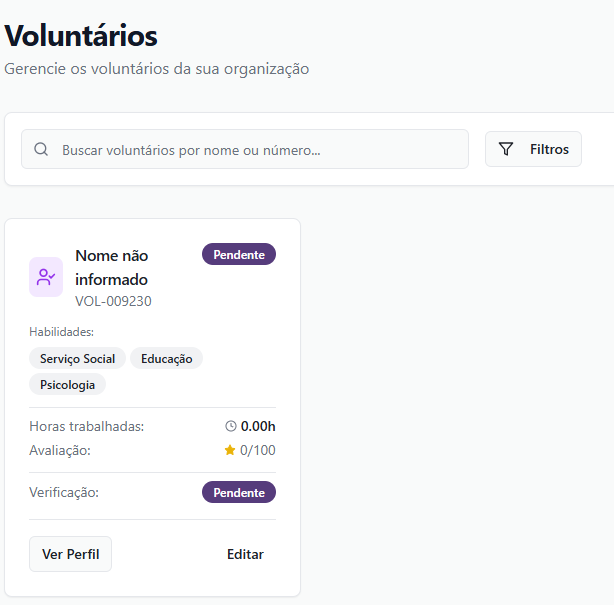 Voluntários
Gerencie os voluntários da sua organização
Buscar voluntários por nome ou número...
Filtros
Nome não
informado
Pendente
VOL-009230
Habilidades:
Serviço Social Educação
Psicologia
Horas trabalhadas: 0.00h
Avaliação: 0/100
Verificação: Pendente
Ver Perfil Editar